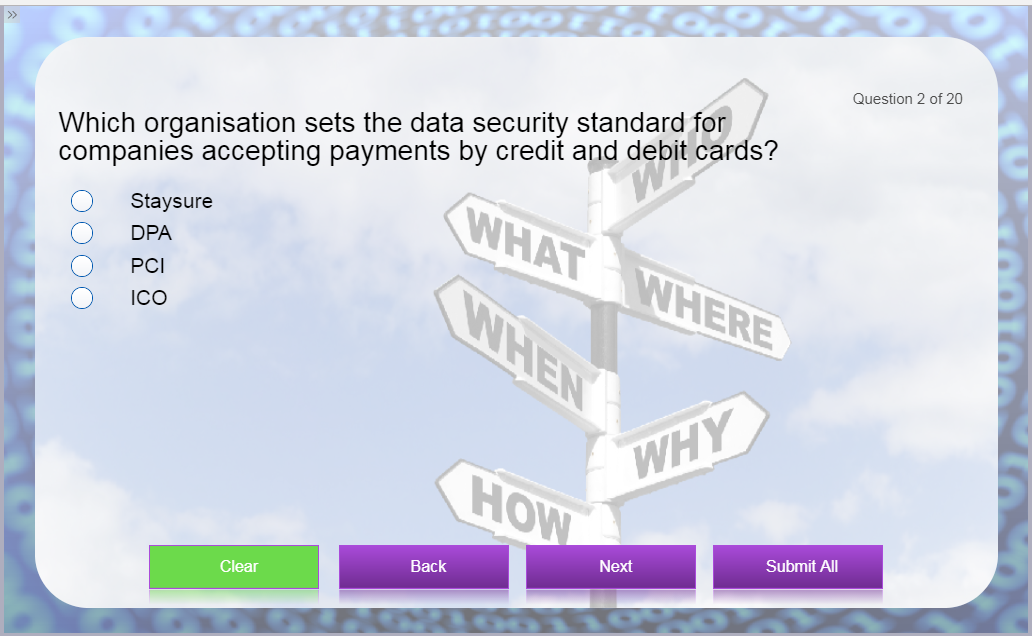 »
Question 2 of 20
Which organisation sets the data security standard for
companies accepting payments by credit and debit cards?
Staysure
DPA
PCI
ICO
WHO
WHAT
WHERE
WHEN
WHY
HOW
Clear
Back
Next
Submit All